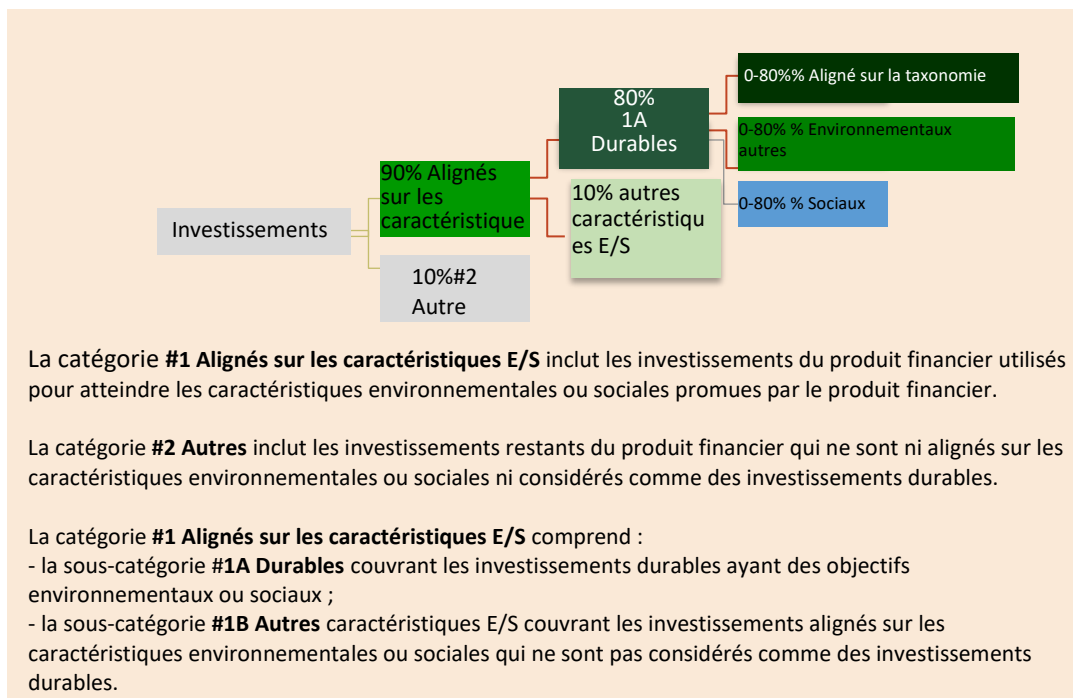 0-80%% Aligné sur la taxonomie
80%
1A
Durables
0-80% % Environnementaux
autres
90% Alignés
sur les
caractéristique
10% autres
caractéristiqu
es E/S
0-80% % Sociaux
Investissements
10%#2
Autre
La catégorie #1 Alignés sur les caractéristiques E/S inclut les investissements du produit financier utilisés
pour atteindre les caractéristiques environnementales ou sociales promues par le produit financier.
La catégorie #2 Autres inclut les investissements restants du produit financier qui ne sont ni alignés sur les
caractéristiques environnementales ou sociales ni considérés comme des investissements durables.
La catégorie #1 Alignés sur les caractéristiques E/S comprend :
- la sous-catégorie #1A Durables couvrant les investissements durables ayant des objectifs
environnementaux ou sociaux ;
- la sous-catégorie #1B Autres caractéristiques E/S couvrant les investissements alignés sur les
caractéristiques environnementales ou sociales qui ne sont pas considérés comme des investissements
durables.